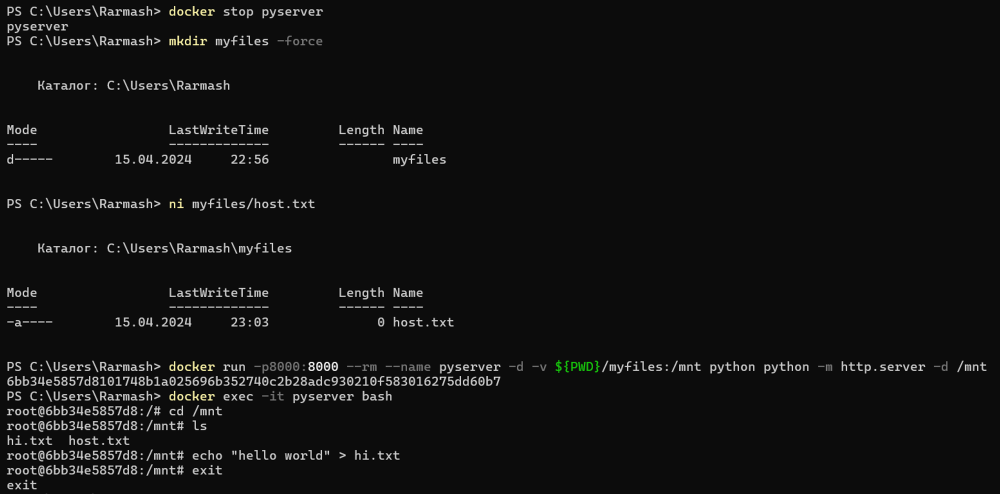 PS C:\Users\Rarmash> docker stop pyserver
pyserver
PS C:\Users\Rarmash> mkdir myfiles -force
Каталог: C:\Users\Rarmash
Mode LastWriteTime Length Name
---- ------------- ------ ----
d----- 15.04.2024 22:56 myfiles
PS C:\Users\Rarmash> ni myfiles/host.txt
Каталог: C:\Users\Rarmash\myfiles
Mode LastWriteTime Length Name
---- ------------- ------ ----
-a---- 15.04.2024 23:03 0 host.txt
PS C:\Users\Rarmash> docker run -p8000:8000 --rm --name pyserver -d -v ${PWD}/myfiles:/mnt python python -m http.server -d /mnt
6bb34e5857d8101748b1a025696b352740c2b28adc930210f583016275dd60b7
PS C:\Users\Rarmash> docker exec -it pyserver bash
root@6bb34e5857d8:/# cd /mnt
root@6bb34e5857d8:/mnt# ls
hi.txt  host.txt
root@6bb34e5857d8:/mnt# echo "hello world" > hi.txt
root@6bb34e5857d8:/mnt# exit
exit